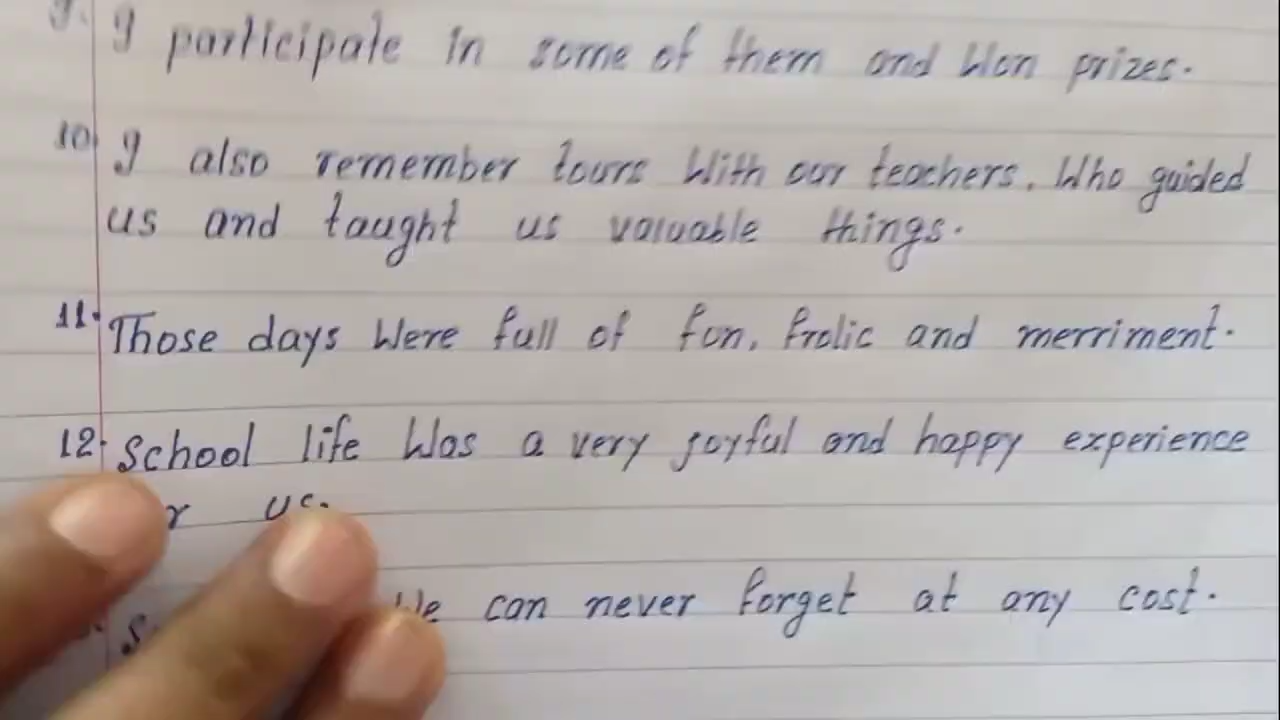 9. I participate in some of them and Won prizes.
10. I also remember tours With our teachers. Who guided
us and taught us valuable things.
11. Those days Were full of fun, frolic and merriment.
12. School life Was a very joyful and happy experience
us.
We can never forget at any cost.